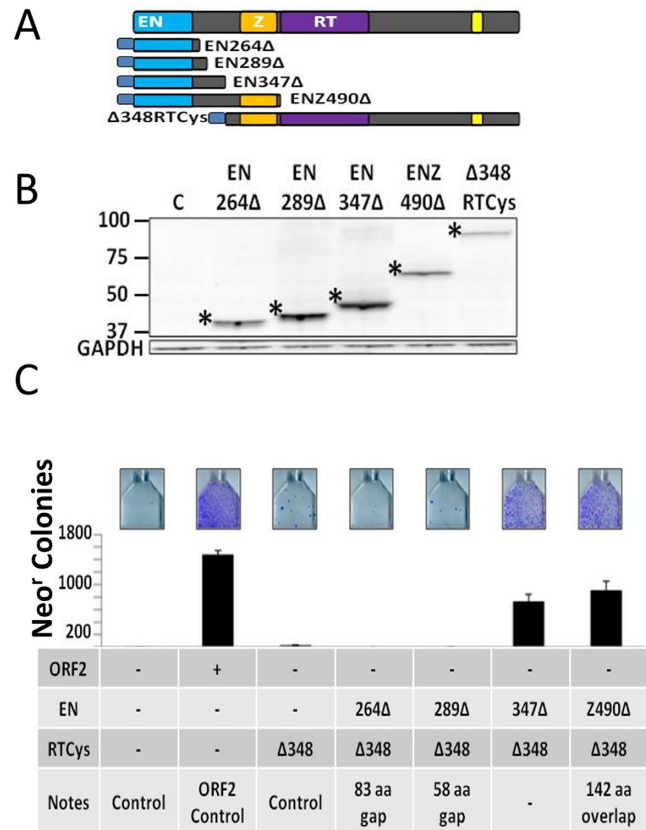 A
EN Z RT
EN264Δ
EN289Δ
EN347Δ
ENZ490Δ
Δ348RTCys
B
EN EN EN ENZ Δ348
C 264Δ 289Δ 347Δ 490Δ RTCys
100
75
50
37
* * * * *
GAPDH
C
Neoʳ Colonies
1800
1000
200
ORF2 - + - - - - -
EN - - - 264Δ 289Δ 347Δ Z490Δ
RTCys - - Δ348 Δ348 Δ348 Δ348 Δ348
Notes Control ORF2 Control Control 83 aa gap 58 aa gap - 142 aa overlap